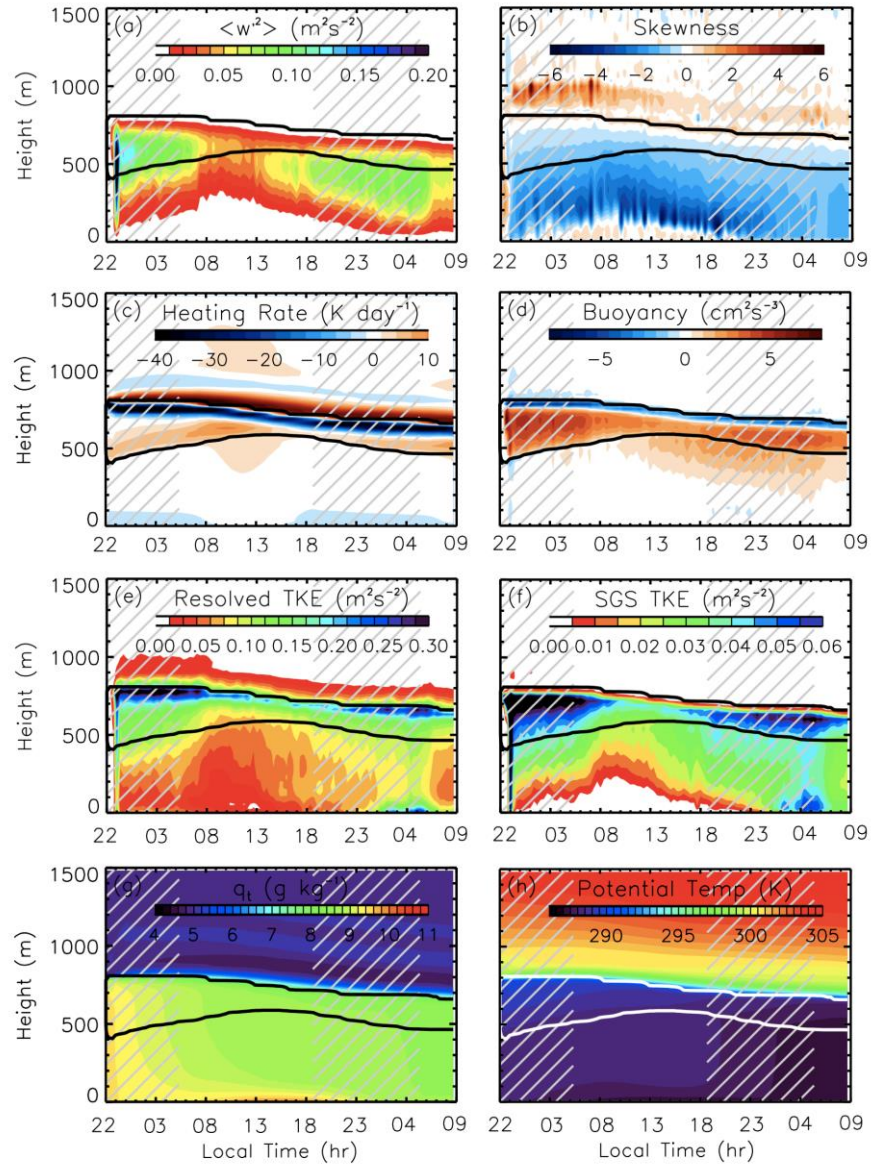 (a) <w'²> (m²s⁻²)
0.00 0.05 0.10 0.15 0.20
(b) Skewness
-6 -4 -2 0 2 4 6
Height (m)
1500
1000
500
0
22 03 08 13 18 23 04 09
22 03 08 13 18 23 04 09
(c) Heating Rate (K day⁻¹)
-40 -30 -20 -10 0 10
(d) Buoyancy (cm²s⁻³)
-5 0 5
Height (m)
1500
1000
500
0
22 03 08 13 18 23 04 09
22 03 08 13 18 23 04 09
(e) Resolved TKE (m²s⁻²)
0.00 0.05 0.10 0.15 0.20 0.25 0.30
(f) SGS TKE (m²s⁻²)
0.00 0.01 0.02 0.03 0.04 0.05 0.06
Height (m)
1500
1000
500
0
22 03 08 13 18 23 04 09
22 03 08 13 18 23 04 09
(g) qₜ (g kg⁻¹)
4 5 6 7 8 9 10 11
(h) Potential Temp (K)
290 295 300 305
Height (m)
1500
1000
500
0
22 03 08 13 18 23 04 09
22 03 08 13 18 23 04 09
Local Time (hr)
Local Time (hr)